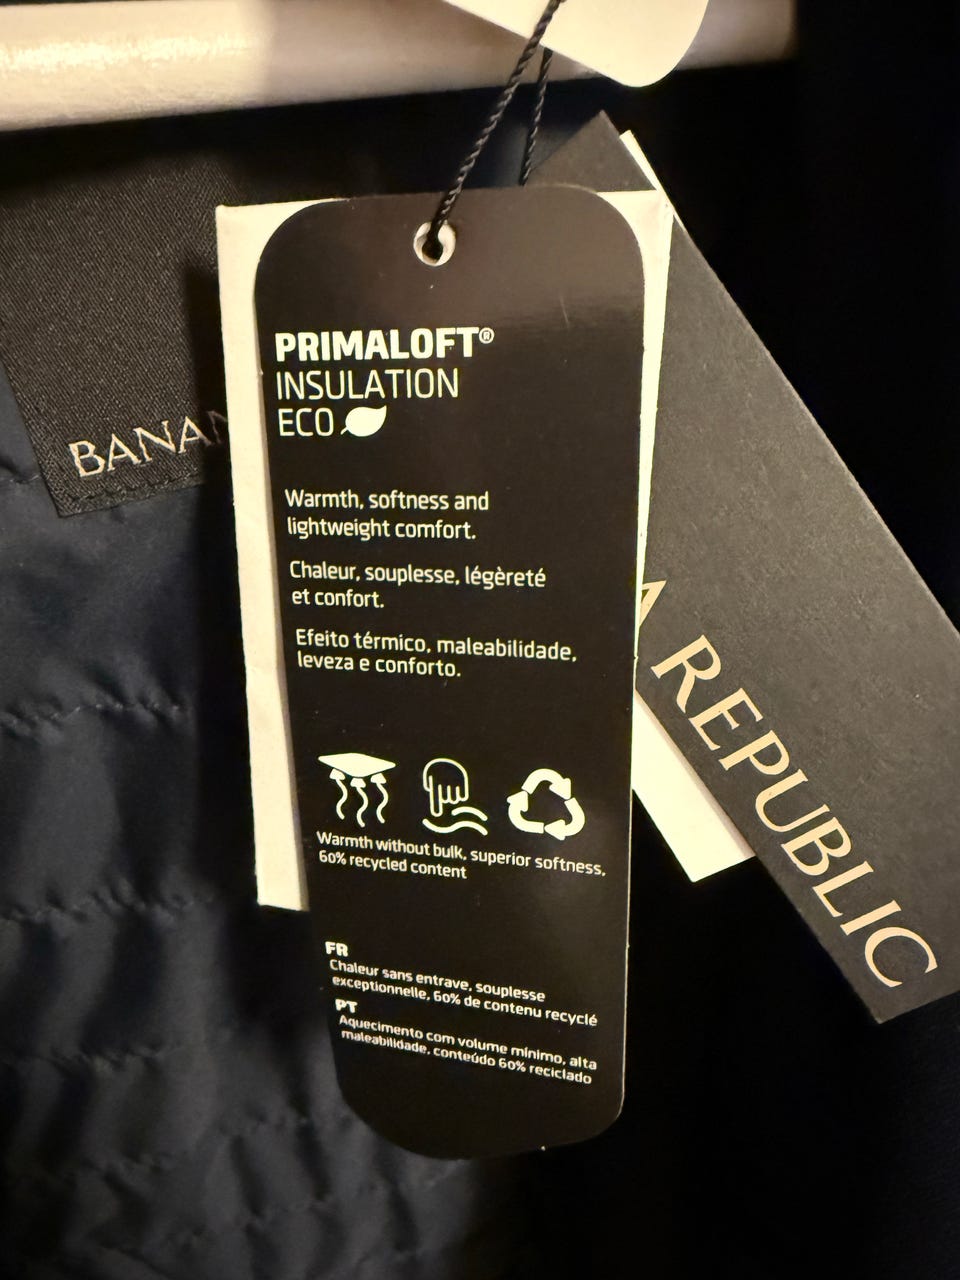 PRIMALOFT®
INSULATION
ECO
Warmth, softness and
lightweight comfort.
Chaleur, souplesse, légèreté
et confort.
Efeito térmico, maleabilidade,
leveza e conforto.
Warmth without bulk, superior softness,
60% recycled content
FR
Chaleur sans entrave, souplesse
exceptionnelle, 60% de contenu recyclé
PT
Aquecimento com volume mínimo, alta
maleabilidade, conteúdo 60% reciclado
BANAN
A REPUBLIC